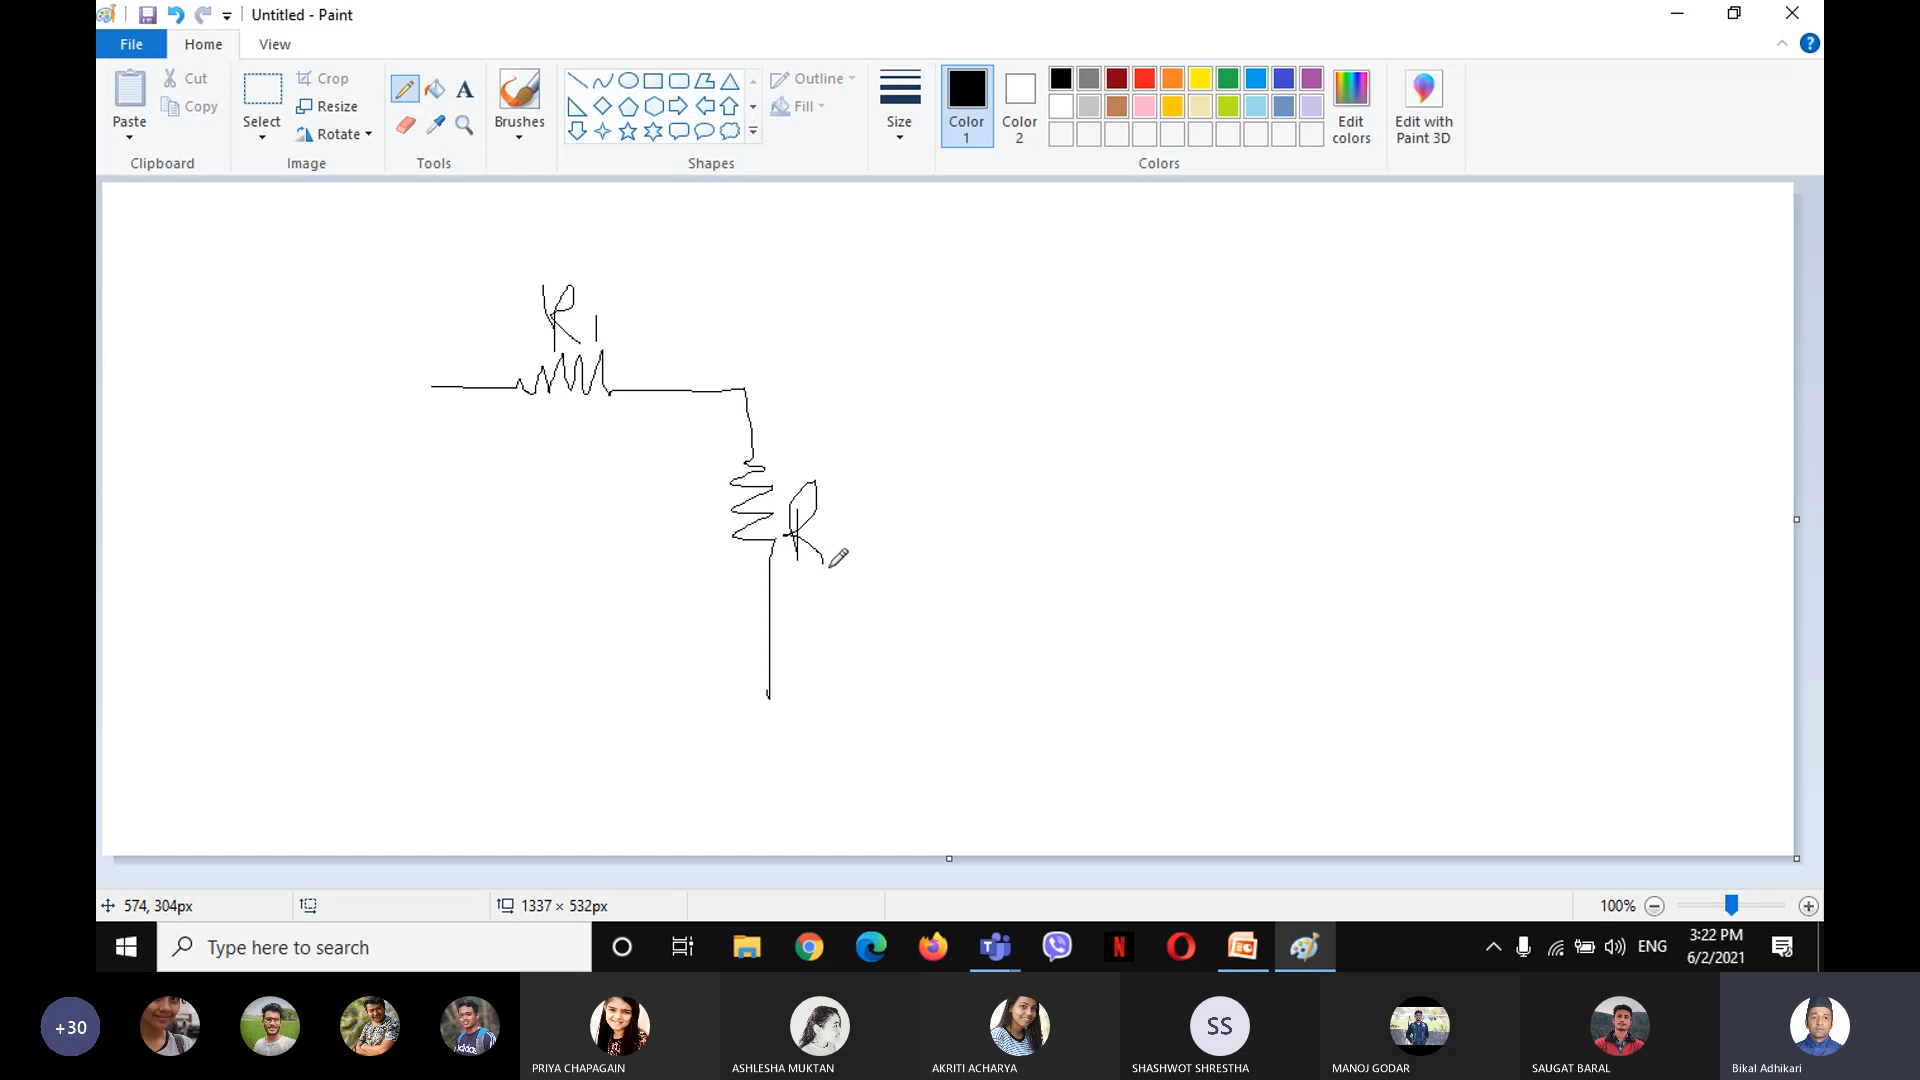 Untitled - Paint
File Home View
Paste
Cut
Copy
Clipboard
Select
Crop
Resize
Rotate
Image
Tools
Brushes
Shapes
Outline
Fill
Size
Color 1
Color 2
Edit colors
Colors
Edit with Paint 3D
R1
R
574, 304px
1337 × 532px
100%
Type here to search
ENG
3:22 PM
6/2/2021
+30
PRIYA CHAPAGAIN
ASHLESHA MUKTAN
AKRITI ACHARYA
SS
SHASHWOT SHRESTHA
MANOJ GODAR
SAUGAT BARAL
Bikal Adhikari